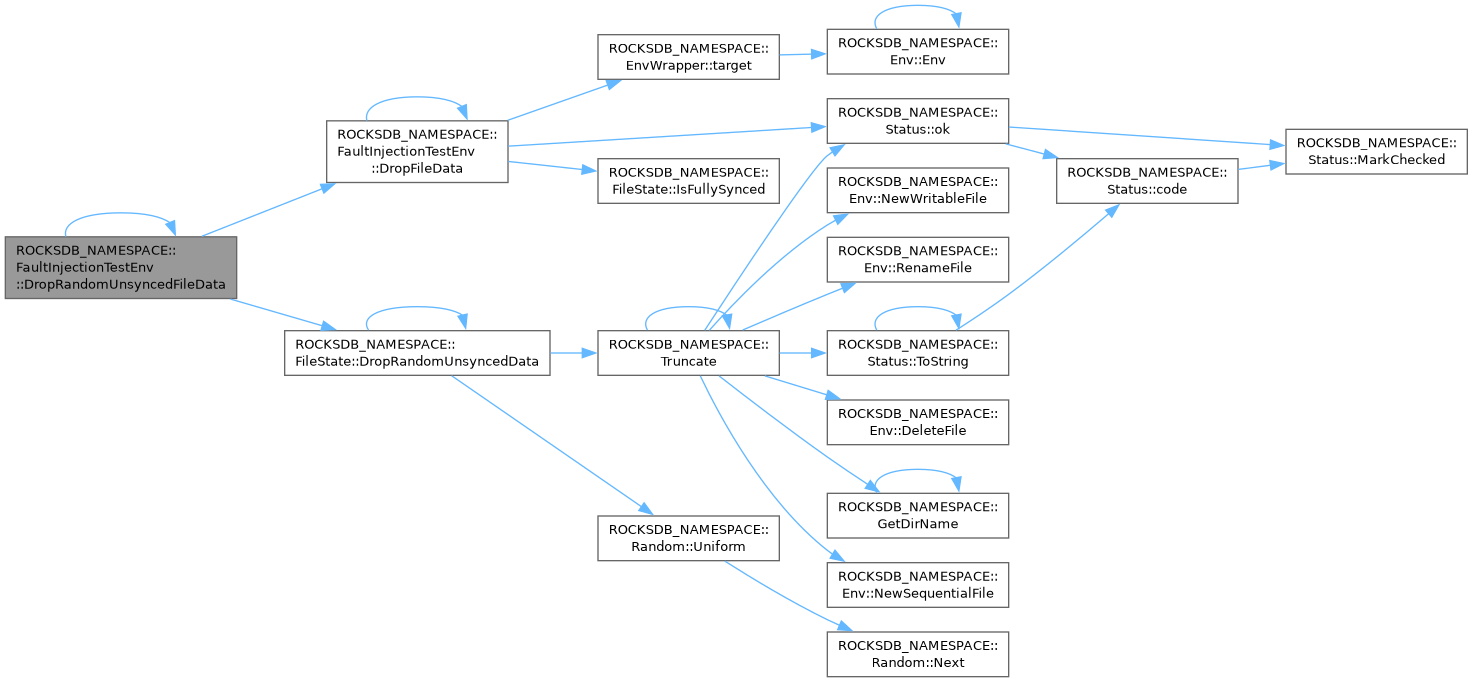 ROCKSDB_NAMESPACE::
FaultInjectionTestEnv
::DropRandomUnsyncedFileData
ROCKSDB_NAMESPACE::
FaultInjectionTestEnv
::DropFileData
ROCKSDB_NAMESPACE::
FileState::DropRandomUnsyncedData
ROCKSDB_NAMESPACE::
EnvWrapper::target
ROCKSDB_NAMESPACE::
FileState::IsFullySynced
ROCKSDB_NAMESPACE::
Truncate
ROCKSDB_NAMESPACE::
Random::Uniform
ROCKSDB_NAMESPACE::
Env::Env
ROCKSDB_NAMESPACE::
Status::ok
ROCKSDB_NAMESPACE::
Env::NewWritableFile
ROCKSDB_NAMESPACE::
Env::RenameFile
ROCKSDB_NAMESPACE::
Status::ToString
ROCKSDB_NAMESPACE::
Env::DeleteFile
ROCKSDB_NAMESPACE::
GetDirName
ROCKSDB_NAMESPACE::
Env::NewSequentialFile
ROCKSDB_NAMESPACE::
Random::Next
ROCKSDB_NAMESPACE::
Status::code
ROCKSDB_NAMESPACE::
Status::MarkChecked